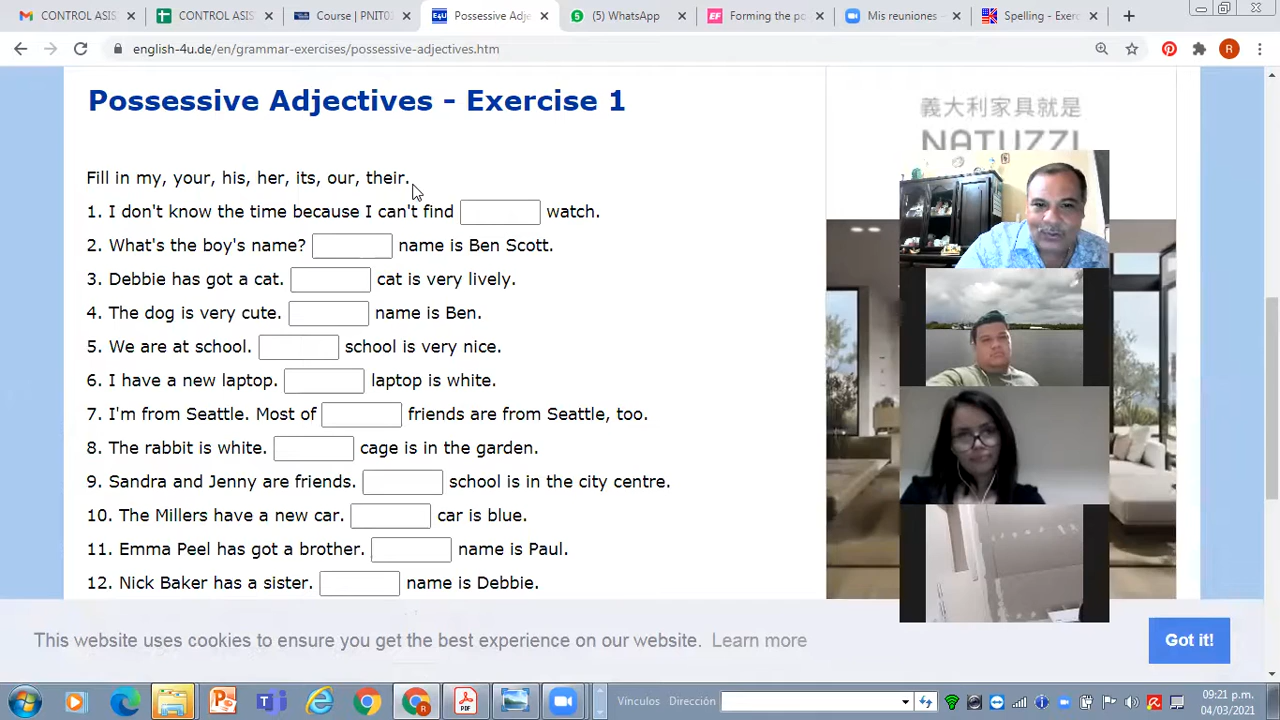 CONTROL ASIS
CONTROL ASIS
Course | PNIT0
Possessive Adje
(5) WhatsApp
Forming the po
Mis reuniones -
Spelling - Exerc
english-4u.de/en/grammar-exercises/possessive-adjectives.htm
R
Possessive Adjectives - Exercise 1
義大利家具就是
NATUZZI
Fill in my, your, his, her, its, our, their.
1. I don't know the time because I can't find watch.
2. What's the boy's name? name is Ben Scott.
3. Debbie has got a cat. cat is very lively.
4. The dog is very cute. name is Ben.
5. We are at school. school is very nice.
6. I have a new laptop. laptop is white.
7. I'm from Seattle. Most of friends are from Seattle, too.
8. The rabbit is white. cage is in the garden.
9. Sandra and Jenny are friends. school is in the city centre.
10. The Millers have a new car. car is blue.
11. Emma Peel has got a brother. name is Paul.
12. Nick Baker has a sister. name is Debbie.
This website uses cookies to ensure you get the best experience on our website. Learn more
Got it!
Vínculos Dirección
09:21 p.m.
04/03/2021